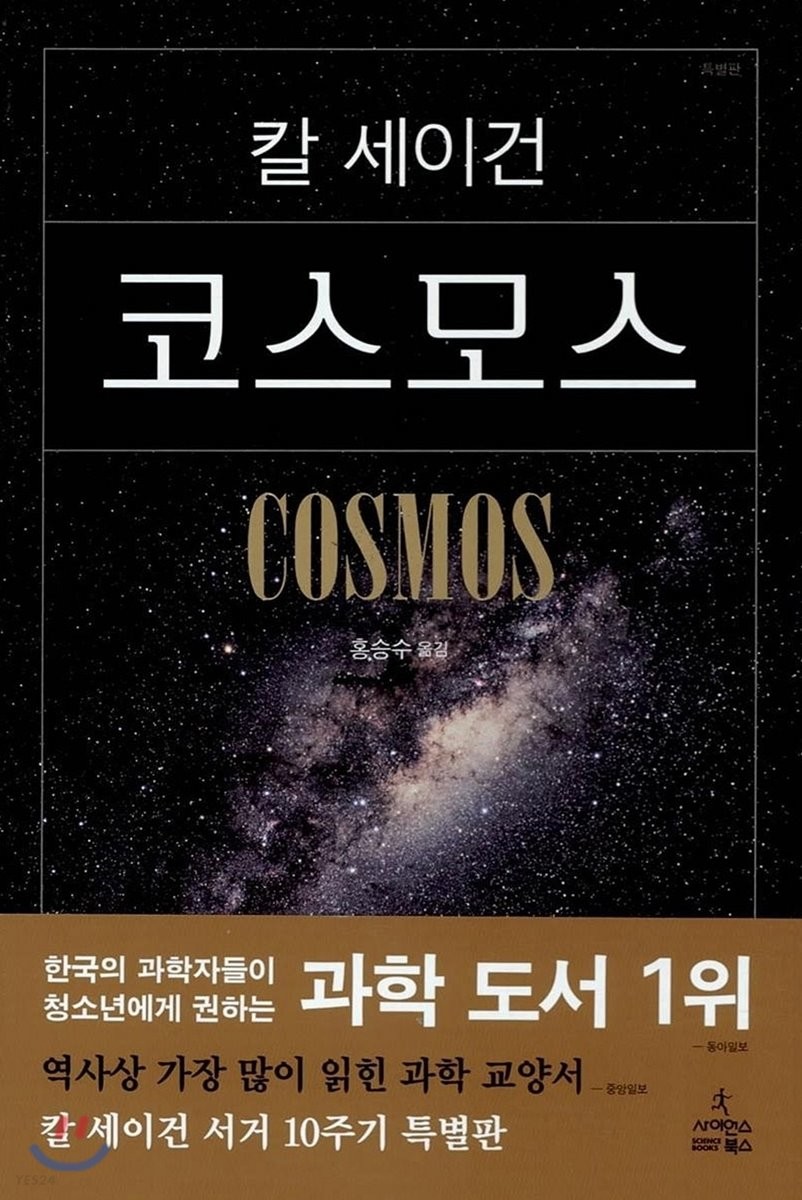 특별판
칼 세이건
코스모스
COSMOS
홍승수 옮김
한국의 과학자들이
청소년에게 권하는
과학 도서 1위
— 동아일보
역사상 가장 많이 읽힌 과학 교양서 — 중앙일보
칼 세이건 서거 10주기 특별판
사이언스
SCIENCE
BOOKS
북스
YES24